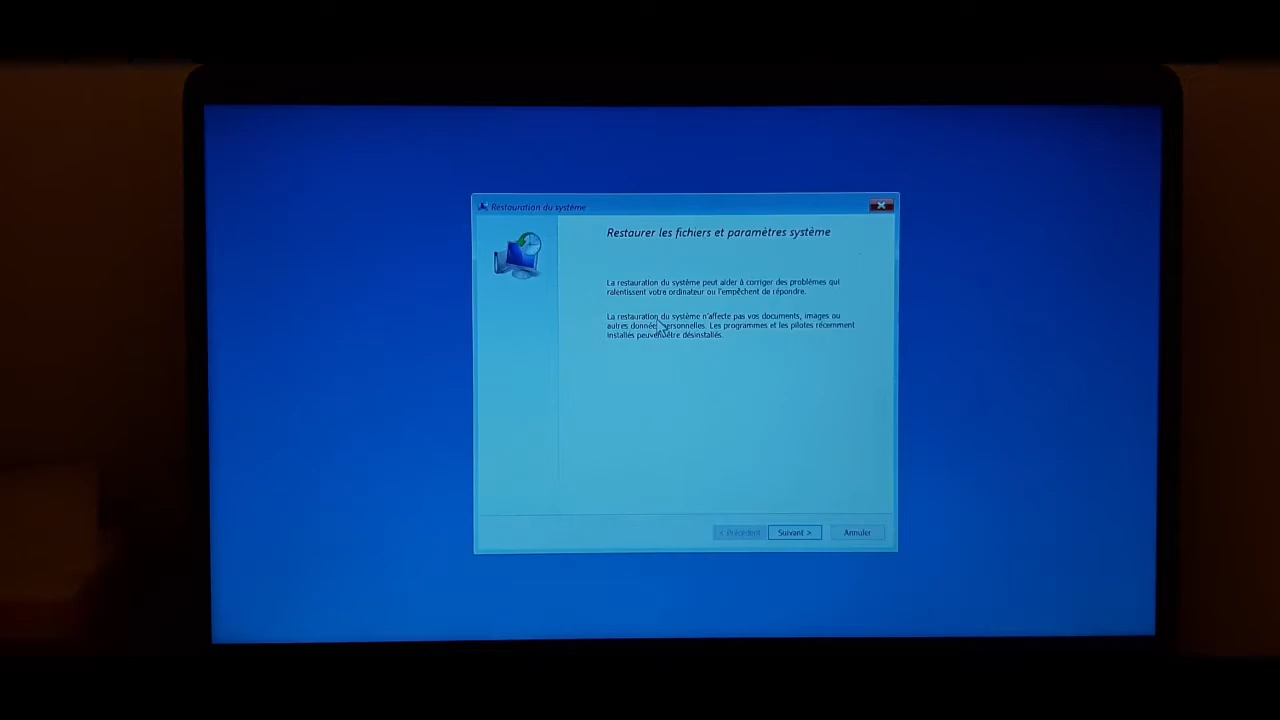 Restauration du système
Restaurer les fichiers et paramètres système
La restauration du système peut aider à corriger des problèmes qui
ralentissent votre ordinateur ou l'empêchent de répondre.
La restauration du système n'affecte pas vos documents, images ou
autres données personnelles. Les programmes et les pilotes récemment
installés peuvent être désinstallés.
< Précédent Suivant > Annuler